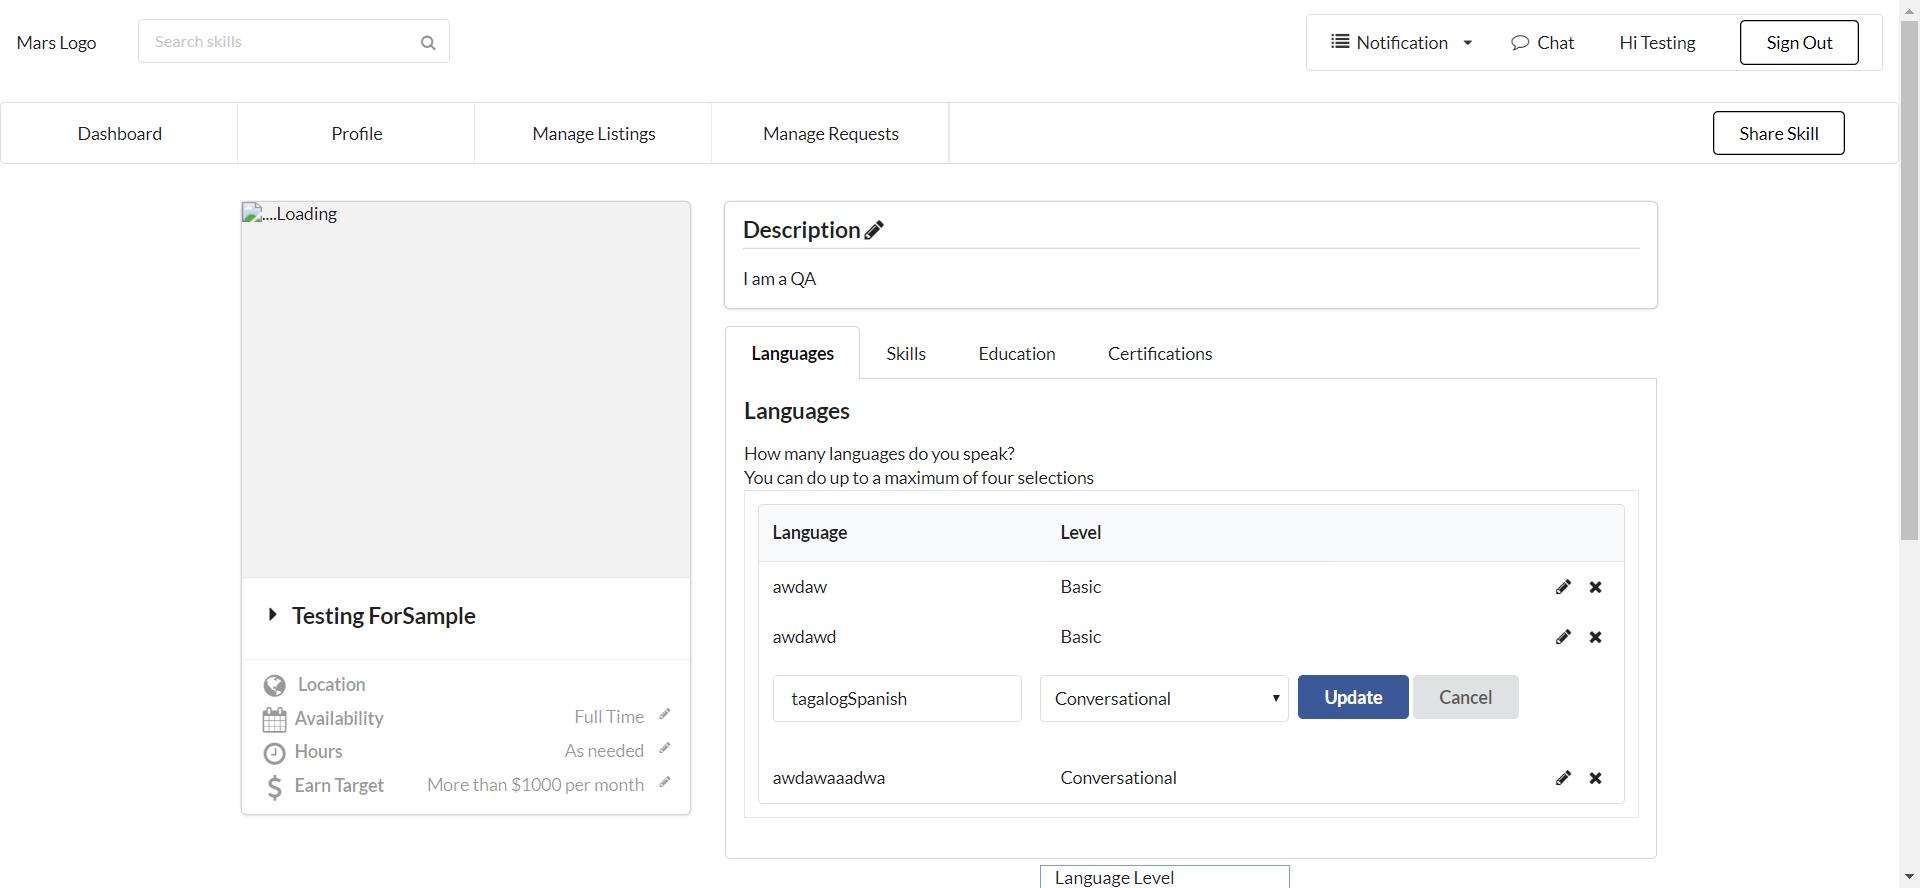 Mars Logo
Search skills
Notification
Chat
Hi Testing
Sign Out
Dashboard
Profile
Manage Listings
Manage Requests
Share Skill
....Loading
Testing ForSample
Location
Availability
Full Time
Hours
As needed
Earn Target
More than $1000 per month
Description
I am a QA
Languages
Skills
Education
Certifications
Languages
How many languages do you speak?
You can do up to a maximum of four selections
Language
Level
awdaw
Basic
awdawd
Basic
tagalogSpanish
Conversational
Update
Cancel
awdawaaadwa
Conversational
Language Level